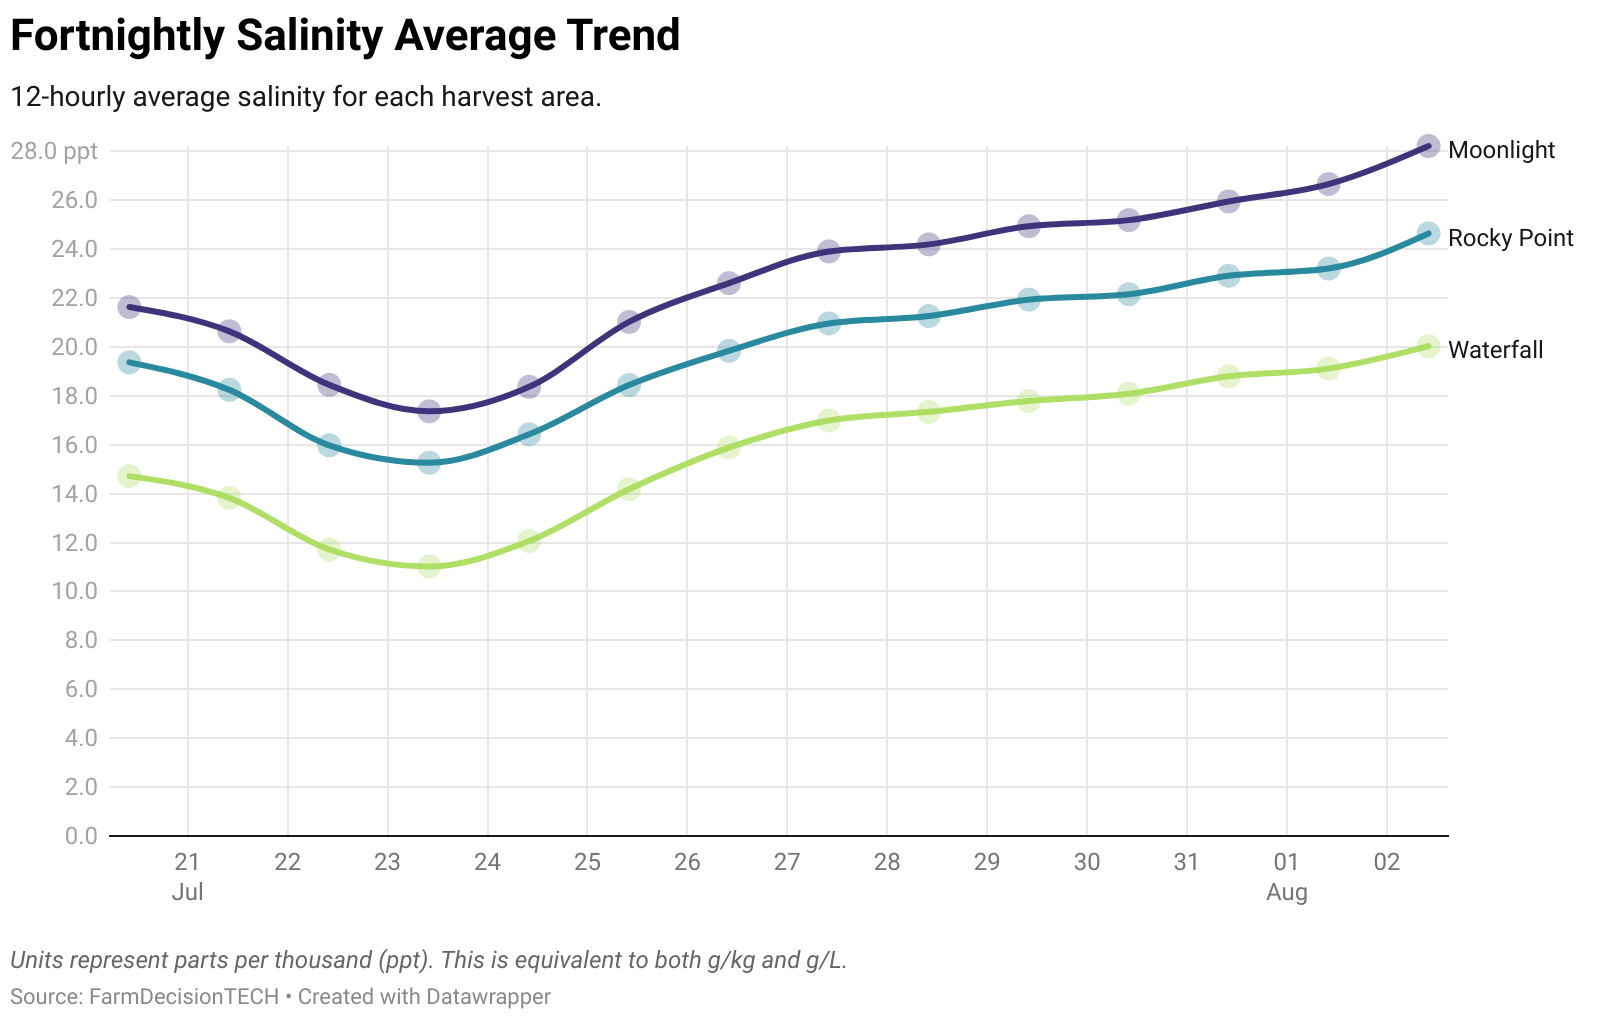 Fortnightly Salinity Average Trend
12-hourly average salinity for each harvest area.
28.0 ppt
26.0
24.0
22.0
20.0
18.0
16.0
14.0
12.0
10.0
8.0
6.0
4.0
2.0
0.0
Moonlight
Rocky Point
Waterfall
21 22 23 24 25 26 27 28 29 30 31 01 02
Jul Aug
Units represent parts per thousand (ppt). This is equivalent to both g/kg and g/L.
Source: FarmDecisionTECH • Created with Datawrapper